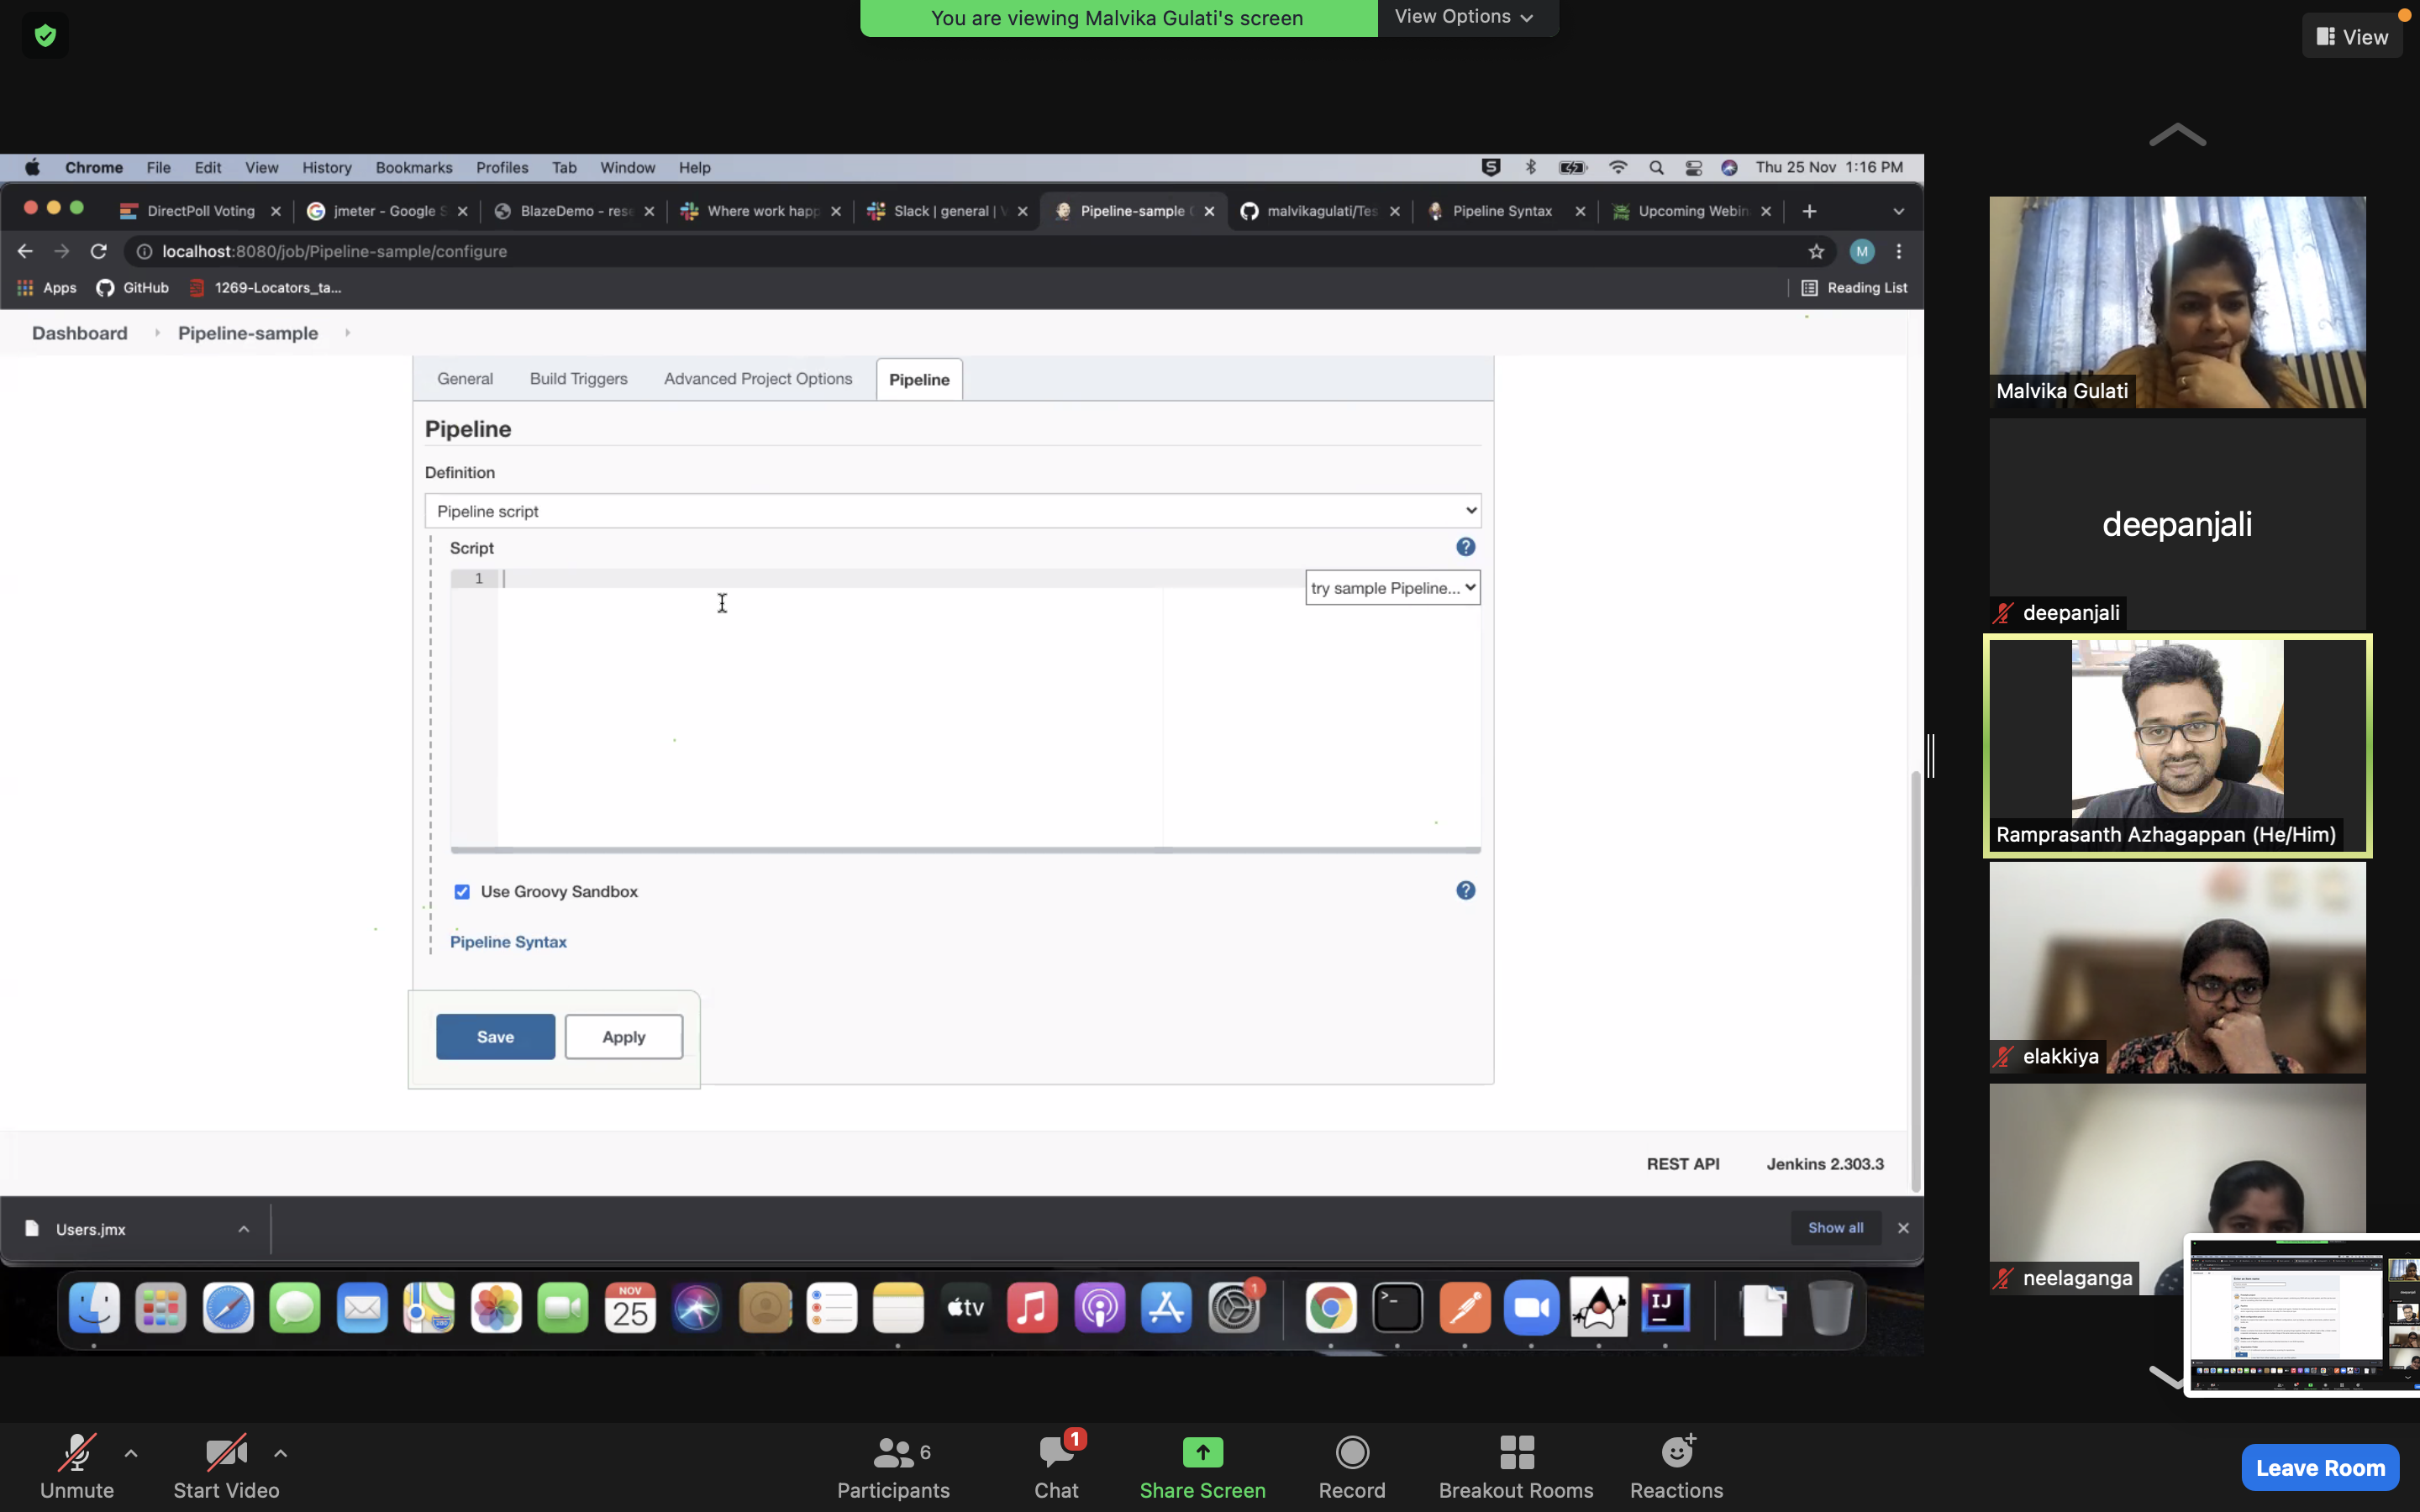 You are viewing Malvika Gulati's screen View Options
View
Chrome File Edit View History Bookmarks Profiles Tab Window Help Thu 25 Nov 1:16 PM
DirectPoll Voting jmeter - Google S BlazeDemo - rese Where work happ Slack | general | V Pipeline-sample C malvikagulati/Tes Pipeline Syntax Upcoming Webin
localhost:8080/job/Pipeline-sample/configure M
Apps GitHub 1269-Locators_ta... Reading List
Dashboard Pipeline-sample
General Build Triggers Advanced Project Options Pipeline
Pipeline
Definition
Pipeline script
Script
1
try sample Pipeline...
Use Groovy Sandbox
Pipeline Syntax
Save Apply
REST API Jenkins 2.303.3
Users.jmx Show all
NOV
25
280
tv
1
>_
IJ
Malvika Gulati
deepanjali
deepanjali
Ramprasanth Azhagappan (He/Him)
elakkiya
neelaganga
Unmute Start Video Participants 6 Chat 1 Share Screen Record Breakout Rooms Reactions Leave Room